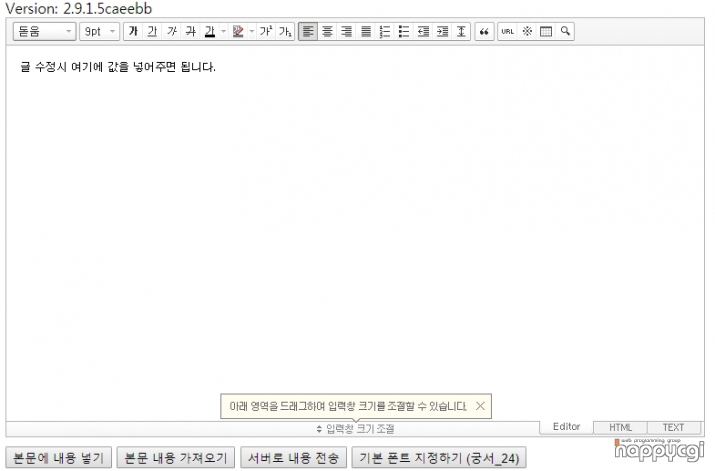 Version: 2.9.1.5caeebb
돋움 9pt 가 가 가 가 가 가² 가₂ URL ※
글 수정시 여기에 값을 넣어주면 됩니다.
아래 영역을 드래그하여 입력창 크기를 조절할 수 있습니다.
입력창 크기 조절
Editor HTML TEXT
web programming group
happycgi
본문에 내용 넣기 본문 내용 가져오기 서버로 내용 전송 기본 폰트 지정하기 (궁서_24)